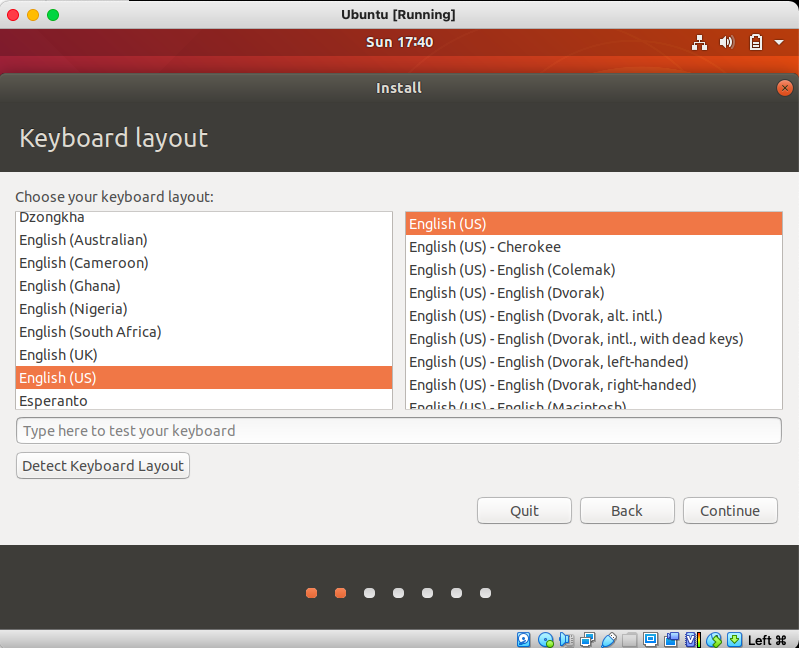 Ubuntu [Running]
Sun 17:40
Install
Keyboard layout
Choose your keyboard layout:
Dzongkha
English (Australian)
English (Cameroon)
English (Ghana)
English (Nigeria)
English (South Africa)
English (UK)
English (US)
Esperanto
English (US)
English (US) - Cherokee
English (US) - English (Colemak)
English (US) - English (Dvorak)
English (US) - English (Dvorak, alt. intl.)
English (US) - English (Dvorak, intl., with dead keys)
English (US) - English (Dvorak, left-handed)
English (US) - English (Dvorak, right-handed)
English (US) - English (Macintosh)
Type here to test your keyboard
Detect Keyboard Layout
Quit
Back
Continue
Left ⌘